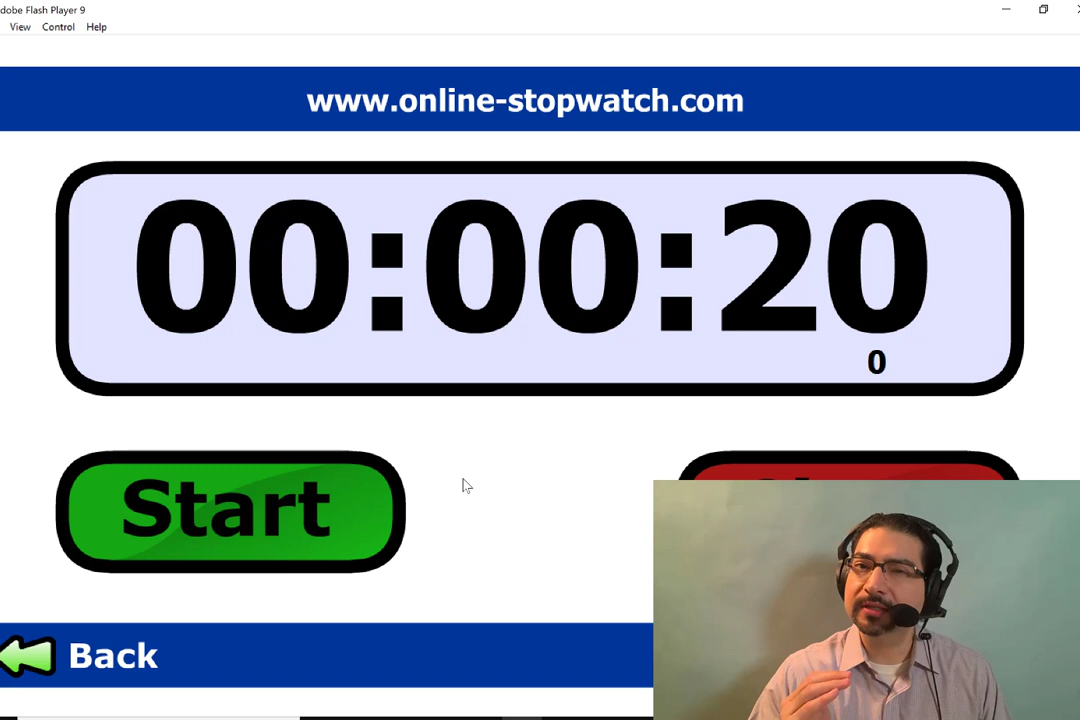 dobe Flash Player 9
View Control Help
www.online-stopwatch.com
00:00:20
0
Start
Back